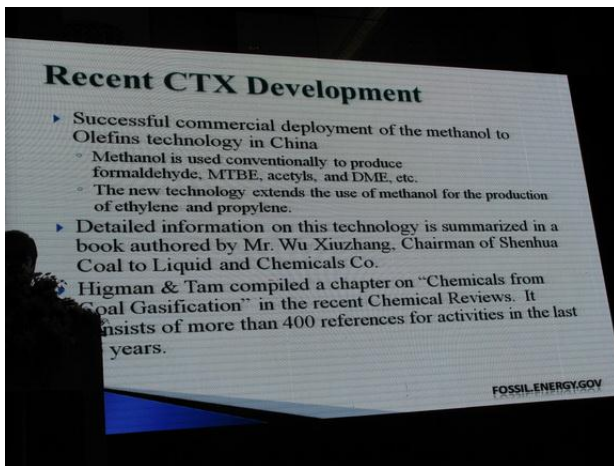 Recent CTX Development
Successful commercial deployment of the methanol to
Olefins technology in China
Methanol is used conventionally to produce
formaldehyde, MTBE, acetyls, and DME, etc.
The new technology extends the use of methanol for the production
of ethylene and propylene.
Detailed information on this technology is summarized in a
book authored by Mr. Wu Xiuzhang, Chairman of Shenhua
Coal to Liquid and Chemicals Co.
Higman & Tam compiled a chapter on “Chemicals from
Gasification” in the recent Chemical Reviews. It
of more than 400 references for activities in the last
years.
FOSSIL.ENERGY.GOV